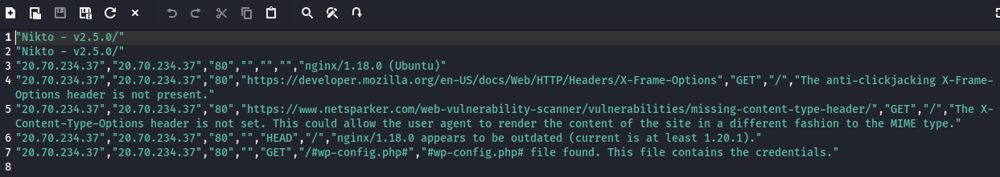 1 "Nikto - v2.5.0/"
2 "Nikto - v2.5.0/"
3 "20.70.234.37","20.70.234.37","80","","","","nginx/1.18.0 (Ubuntu)"
4 "20.70.234.37","20.70.234.37","80","https://developer.mozilla.org/en-US/docs/Web/HTTP/Headers/X-Frame-Options","GET","/","The anti-clickjacking X-Frame-
Options header is not present."
5 "20.70.234.37","20.70.234.37","80","https://www.netsparker.com/web-vulnerability-scanner/vulnerabilities/missing-content-type-header/","GET","/","The X-
Content-Type-Options header is not set. This could allow the user agent to render the content of the site in a different fashion to the MIME type."
6 "20.70.234.37","20.70.234.37","80","","HEAD","/","nginx/1.18.0 appears to be outdated (current is at least 1.20.1)."
7 "20.70.234.37","20.70.234.37","80","","GET","/#wp-config.php#","#wp-config.php# file found. This file contains the credentials."
8